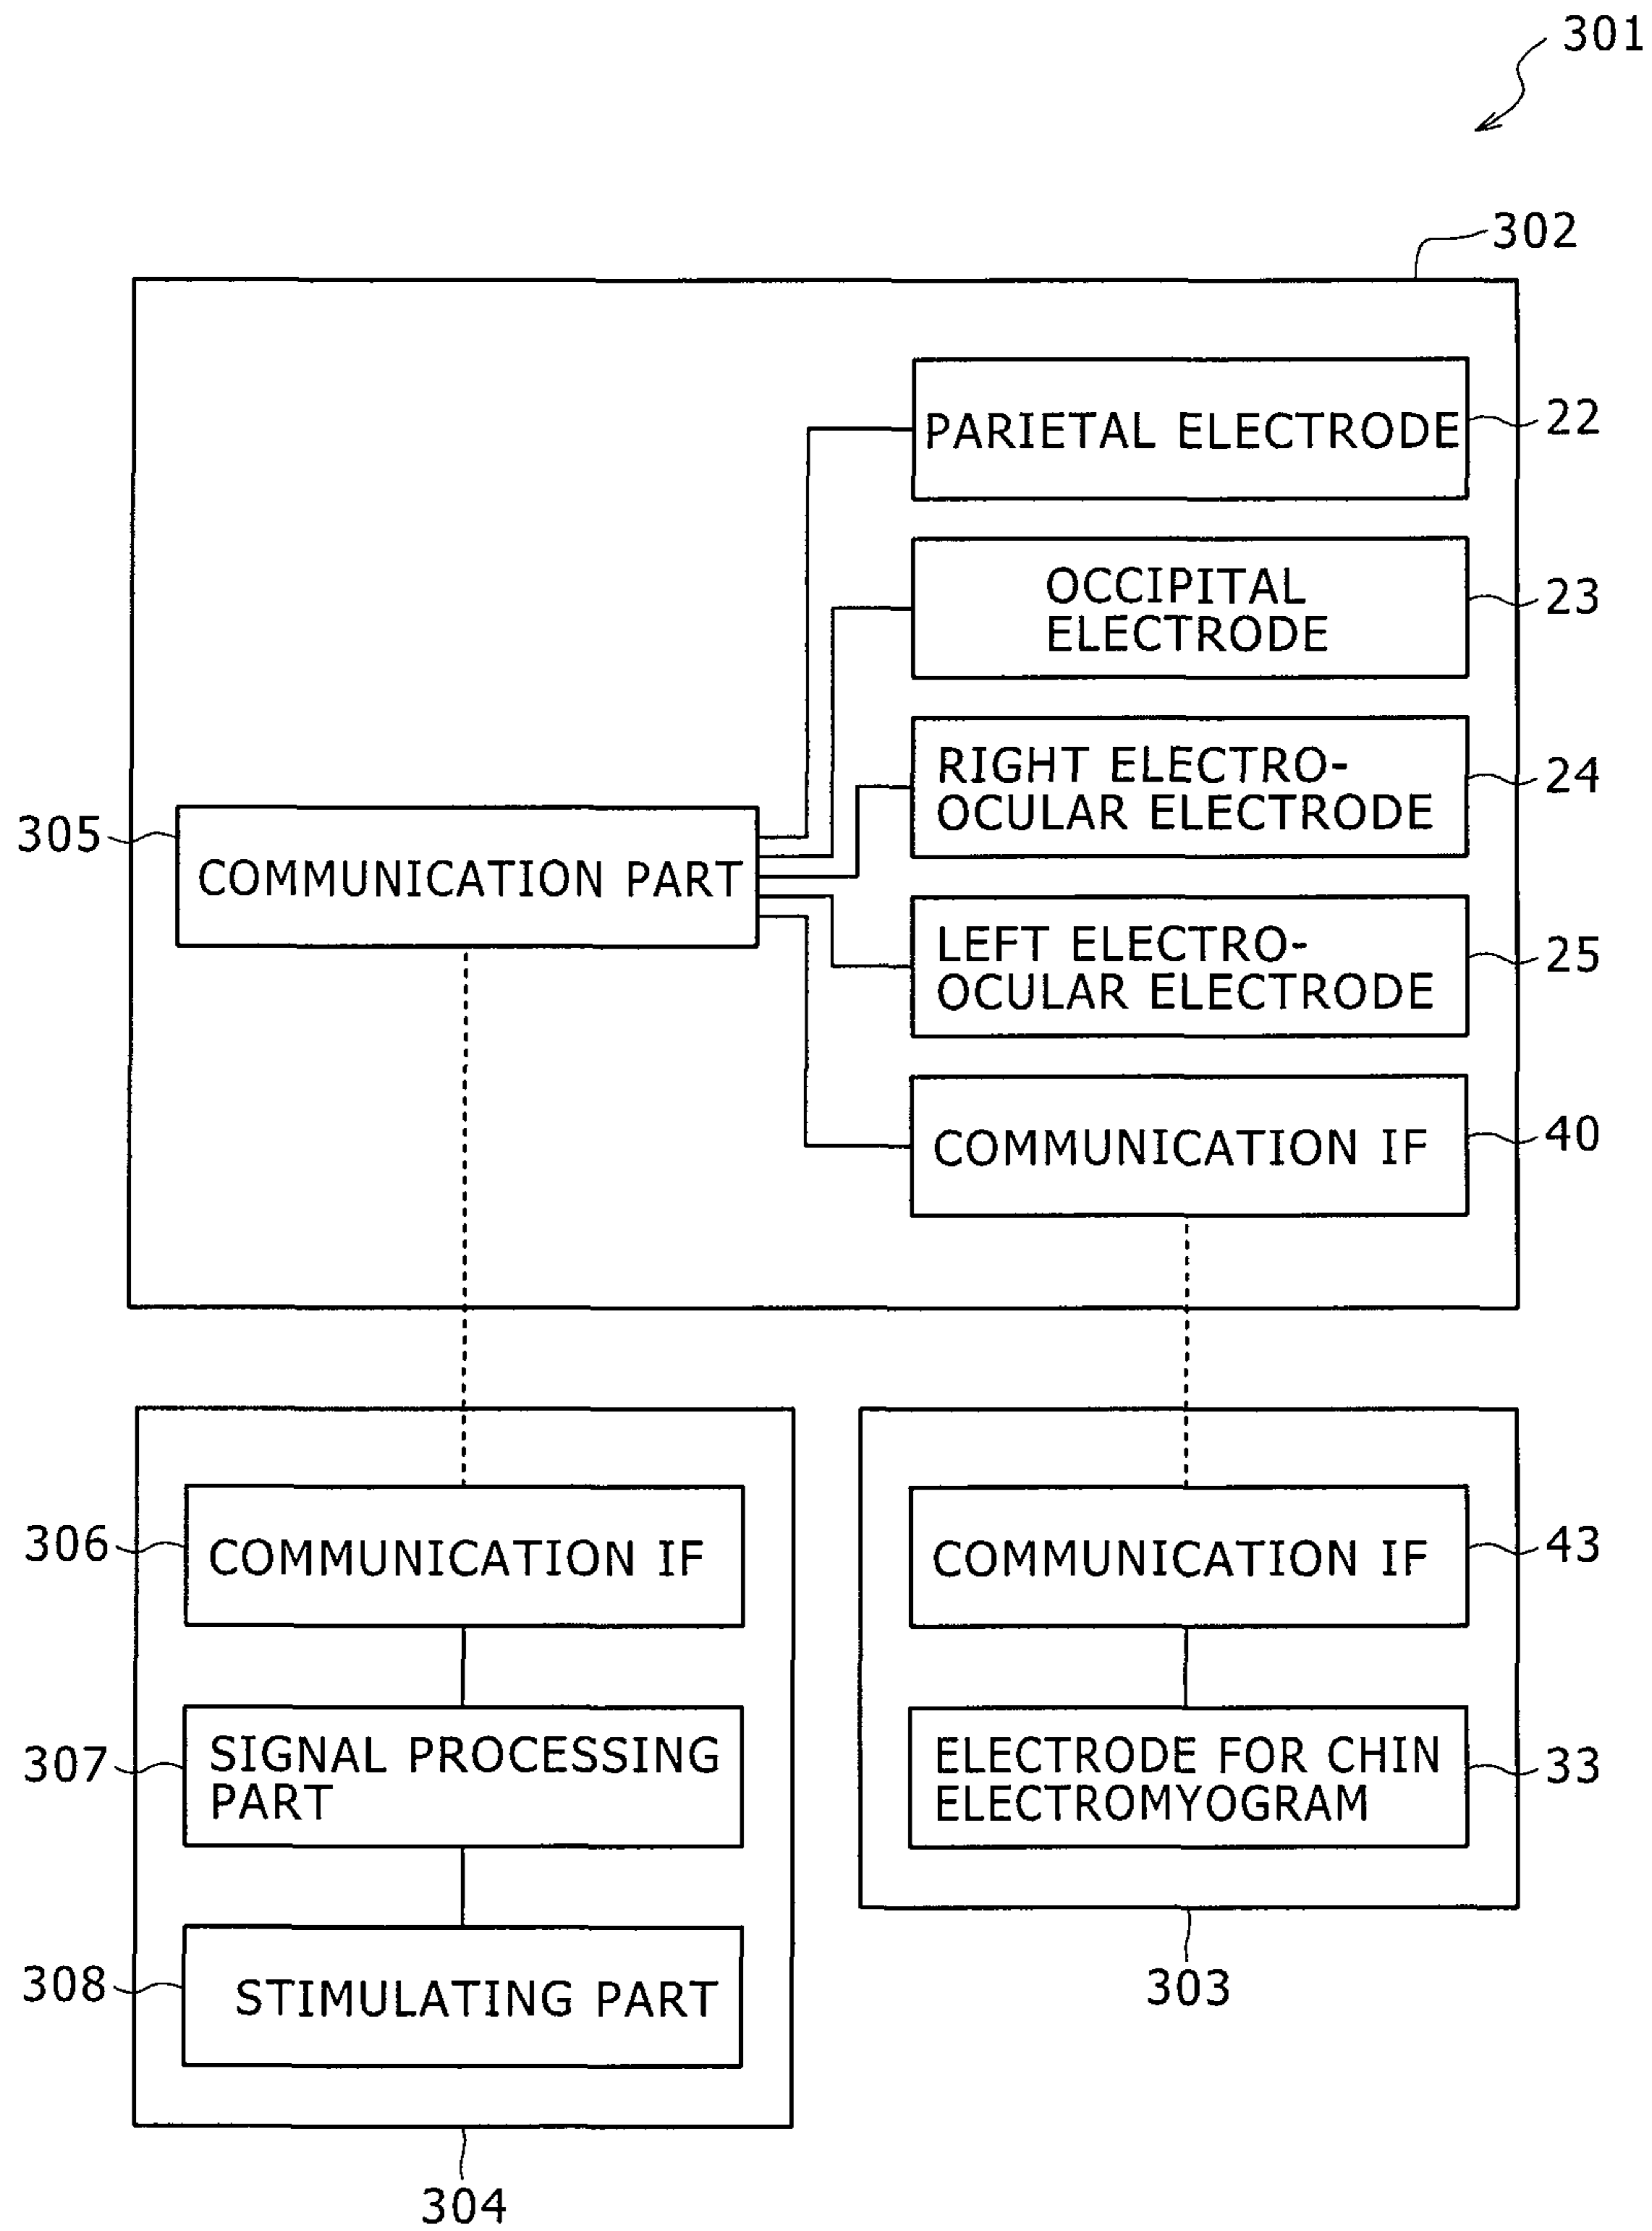 301
302
PARIETAL ELECTRODE
22
OCCIPITAL
ELECTRODE
23
RIGHT ELECTRO-
OCULAR ELECTRODE
24
305
COMMUNICATION PART
LEFT ELECTRO-
OCULAR ELECTRODE
25
COMMUNICATION IF
40
306
COMMUNICATION IF
307
SIGNAL PROCESSING
PART
308
STIMULATING PART
304
COMMUNICATION IF
43
ELECTRODE FOR CHIN
ELECTROMYOGRAM
33
303